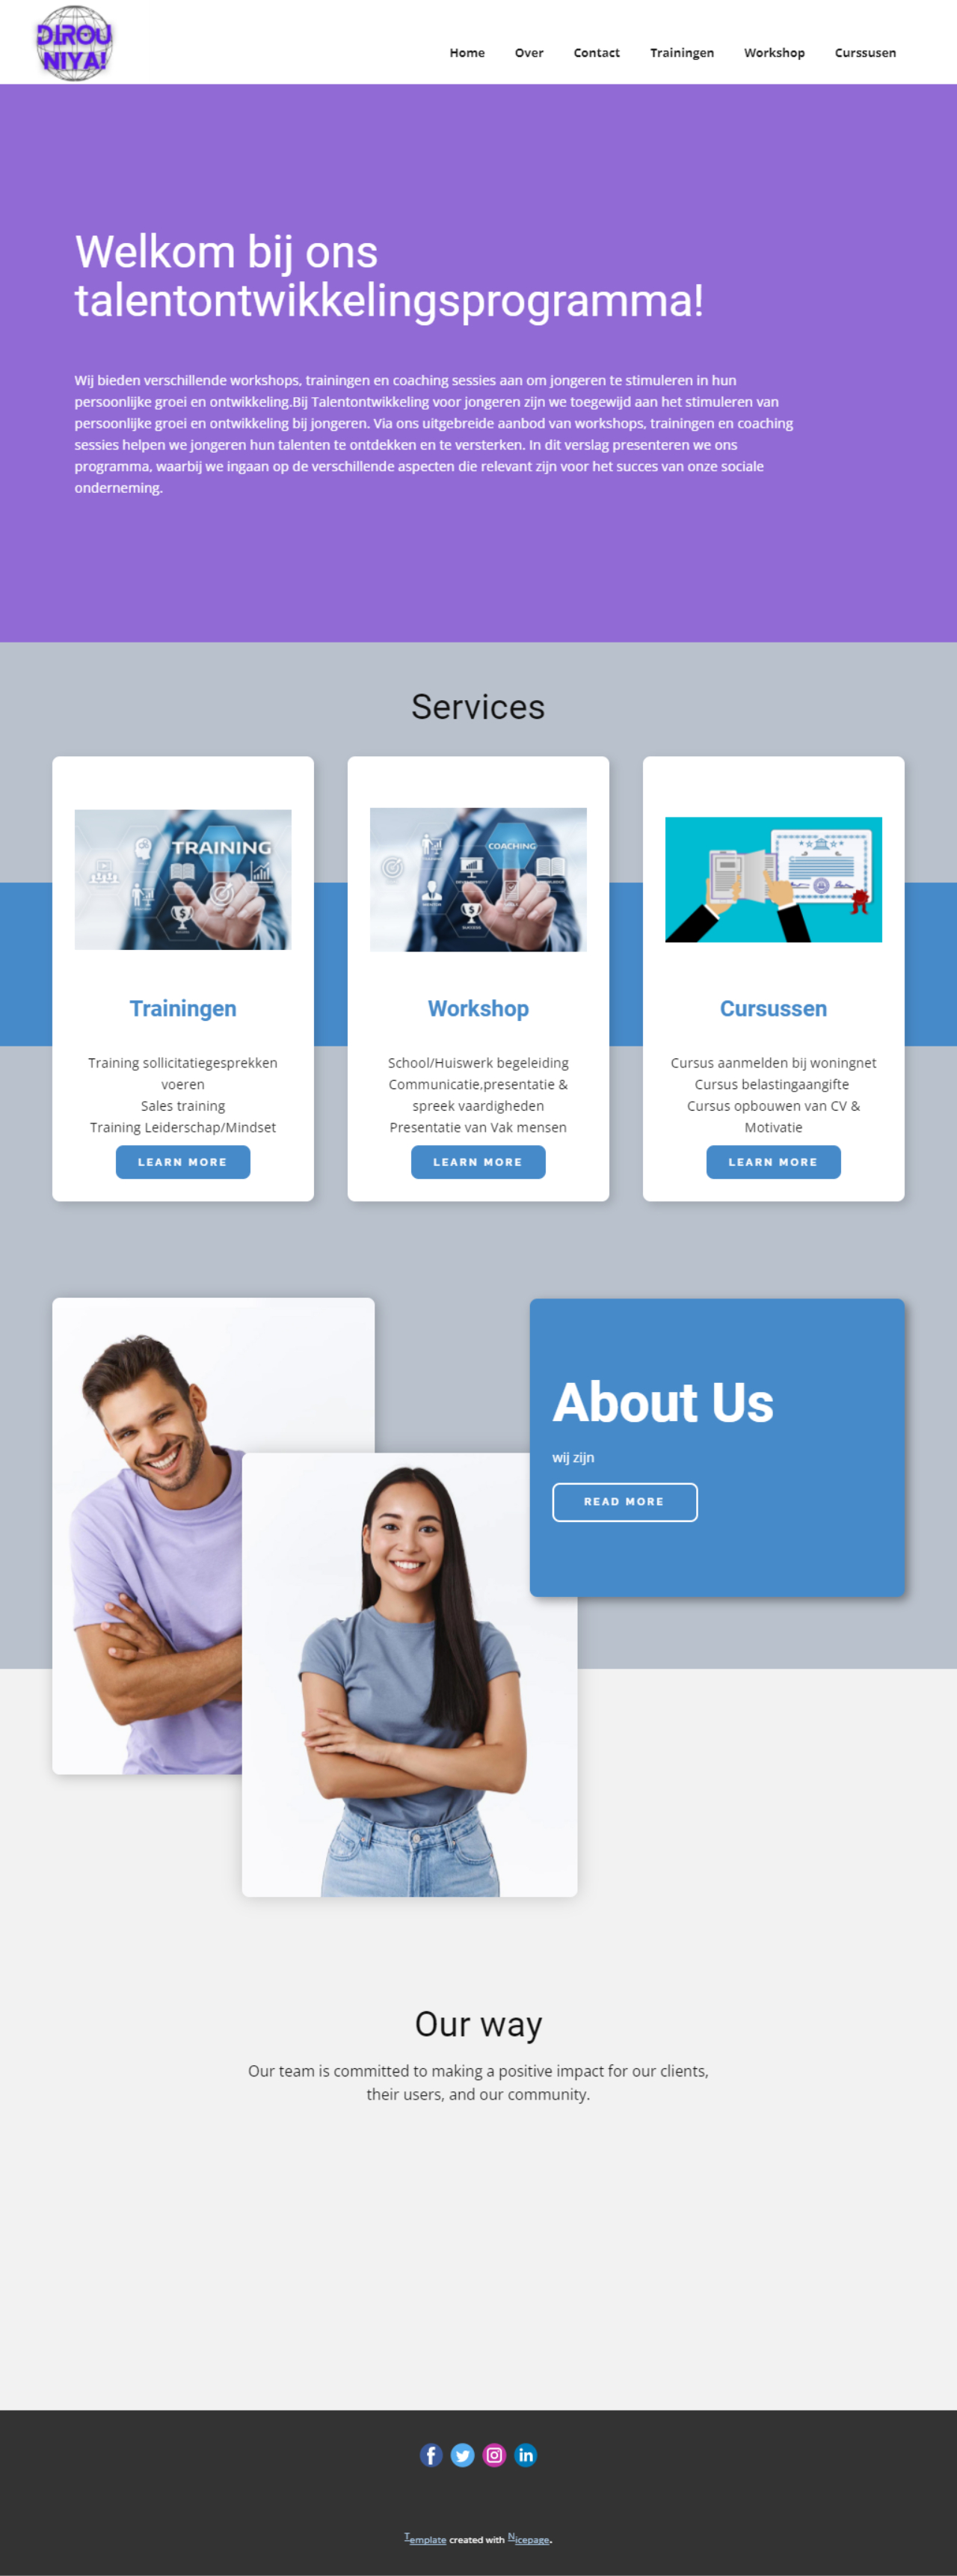 DIROU
NIYA!
Home Over Contact Trainingen Workshop Curssusen
Welkom bij ons
talentontwikkelingsprogramma!
Wij bieden verschillende workshops, trainingen en coaching sessies aan om jongeren te stimuleren in hun
persoonlijke groei en ontwikkeling.Bij Talentontwikkeling voor jongeren zijn we toegewijd aan het stimuleren van
persoonlijke groei en ontwikkeling bij jongeren. Via ons uitgebreide aanbod van workshops, trainingen en coaching
sessies helpen we jongeren hun talenten te ontdekken en te versterken. In dit verslag presenteren we ons
programma, waarbij we ingaan op de verschillende aspecten die relevant zijn voor het succes van onze sociale
onderneming.
Services
TRAINING
Trainingen
Training sollicitatiegesprekken
voeren
Sales training
Training Leiderschap/Mindset
LEARN MORE
COACHING
SUCCESS
Workshop
School/Huiswerk begeleiding
Communicatie,presentatie &
spreek vaardigheden
Presentatie van Vak mensen
LEARN MORE
Cursussen
Cursus aanmelden bij woningnet
Cursus belastingaangifte
Cursus opbouwen van CV &
Motivatie
LEARN MORE
About Us
wij zijn
READ MORE
Our way
Our team is committed to making a positive impact for our clients,
their users, and our community.
Template created with Nicepage.